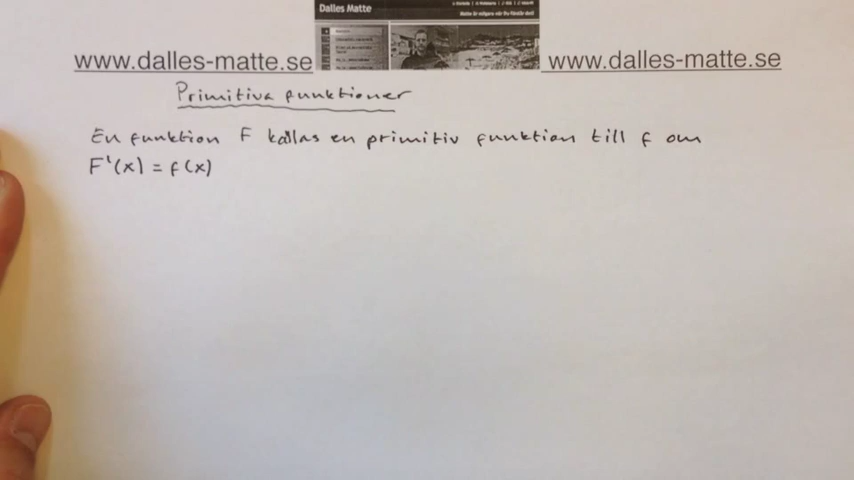 Dalles Matte
www.dalles-matte.se www.dalles-matte.se
Primitiva funktioner
En funktion F kallas en primitiv funktion till f om
F'(x) = f(x)